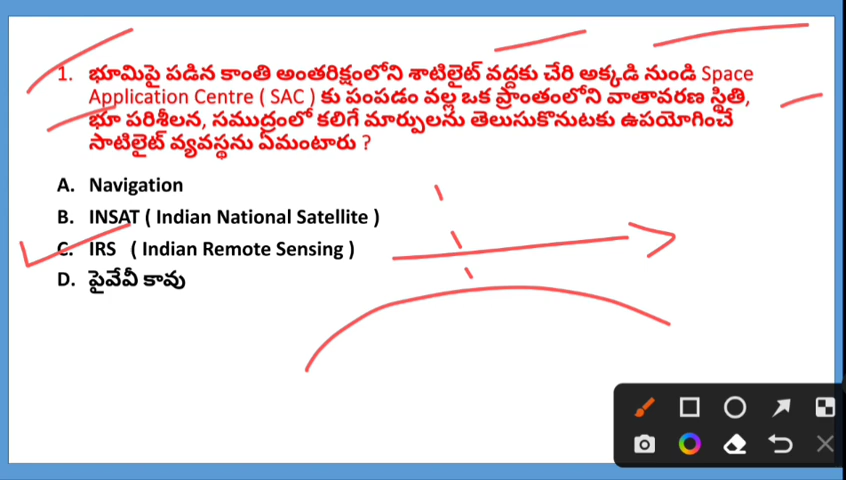 1. భూమిపై పడిన కాంతి అంతరిక్షంలోని శాటిలైట్ వద్దకు చేరి అక్కడి నుండి Space
Application Centre ( SAC ) కు పంపడం వల్ల ఒక ప్రాంతంలోని వాతావరణ స్థితి,
భూ పరిశీలన, సముద్రంలో కలిగే మార్పులను తెలుసుకొనుటకు ఉపయోగించే
సాటిలైట్ వ్యవస్థను ఏమంటారు ?
A. Navigation
B. INSAT ( Indian National Satellite )
C. IRS ( Indian Remote Sensing )
D. పైవేవీ కావు